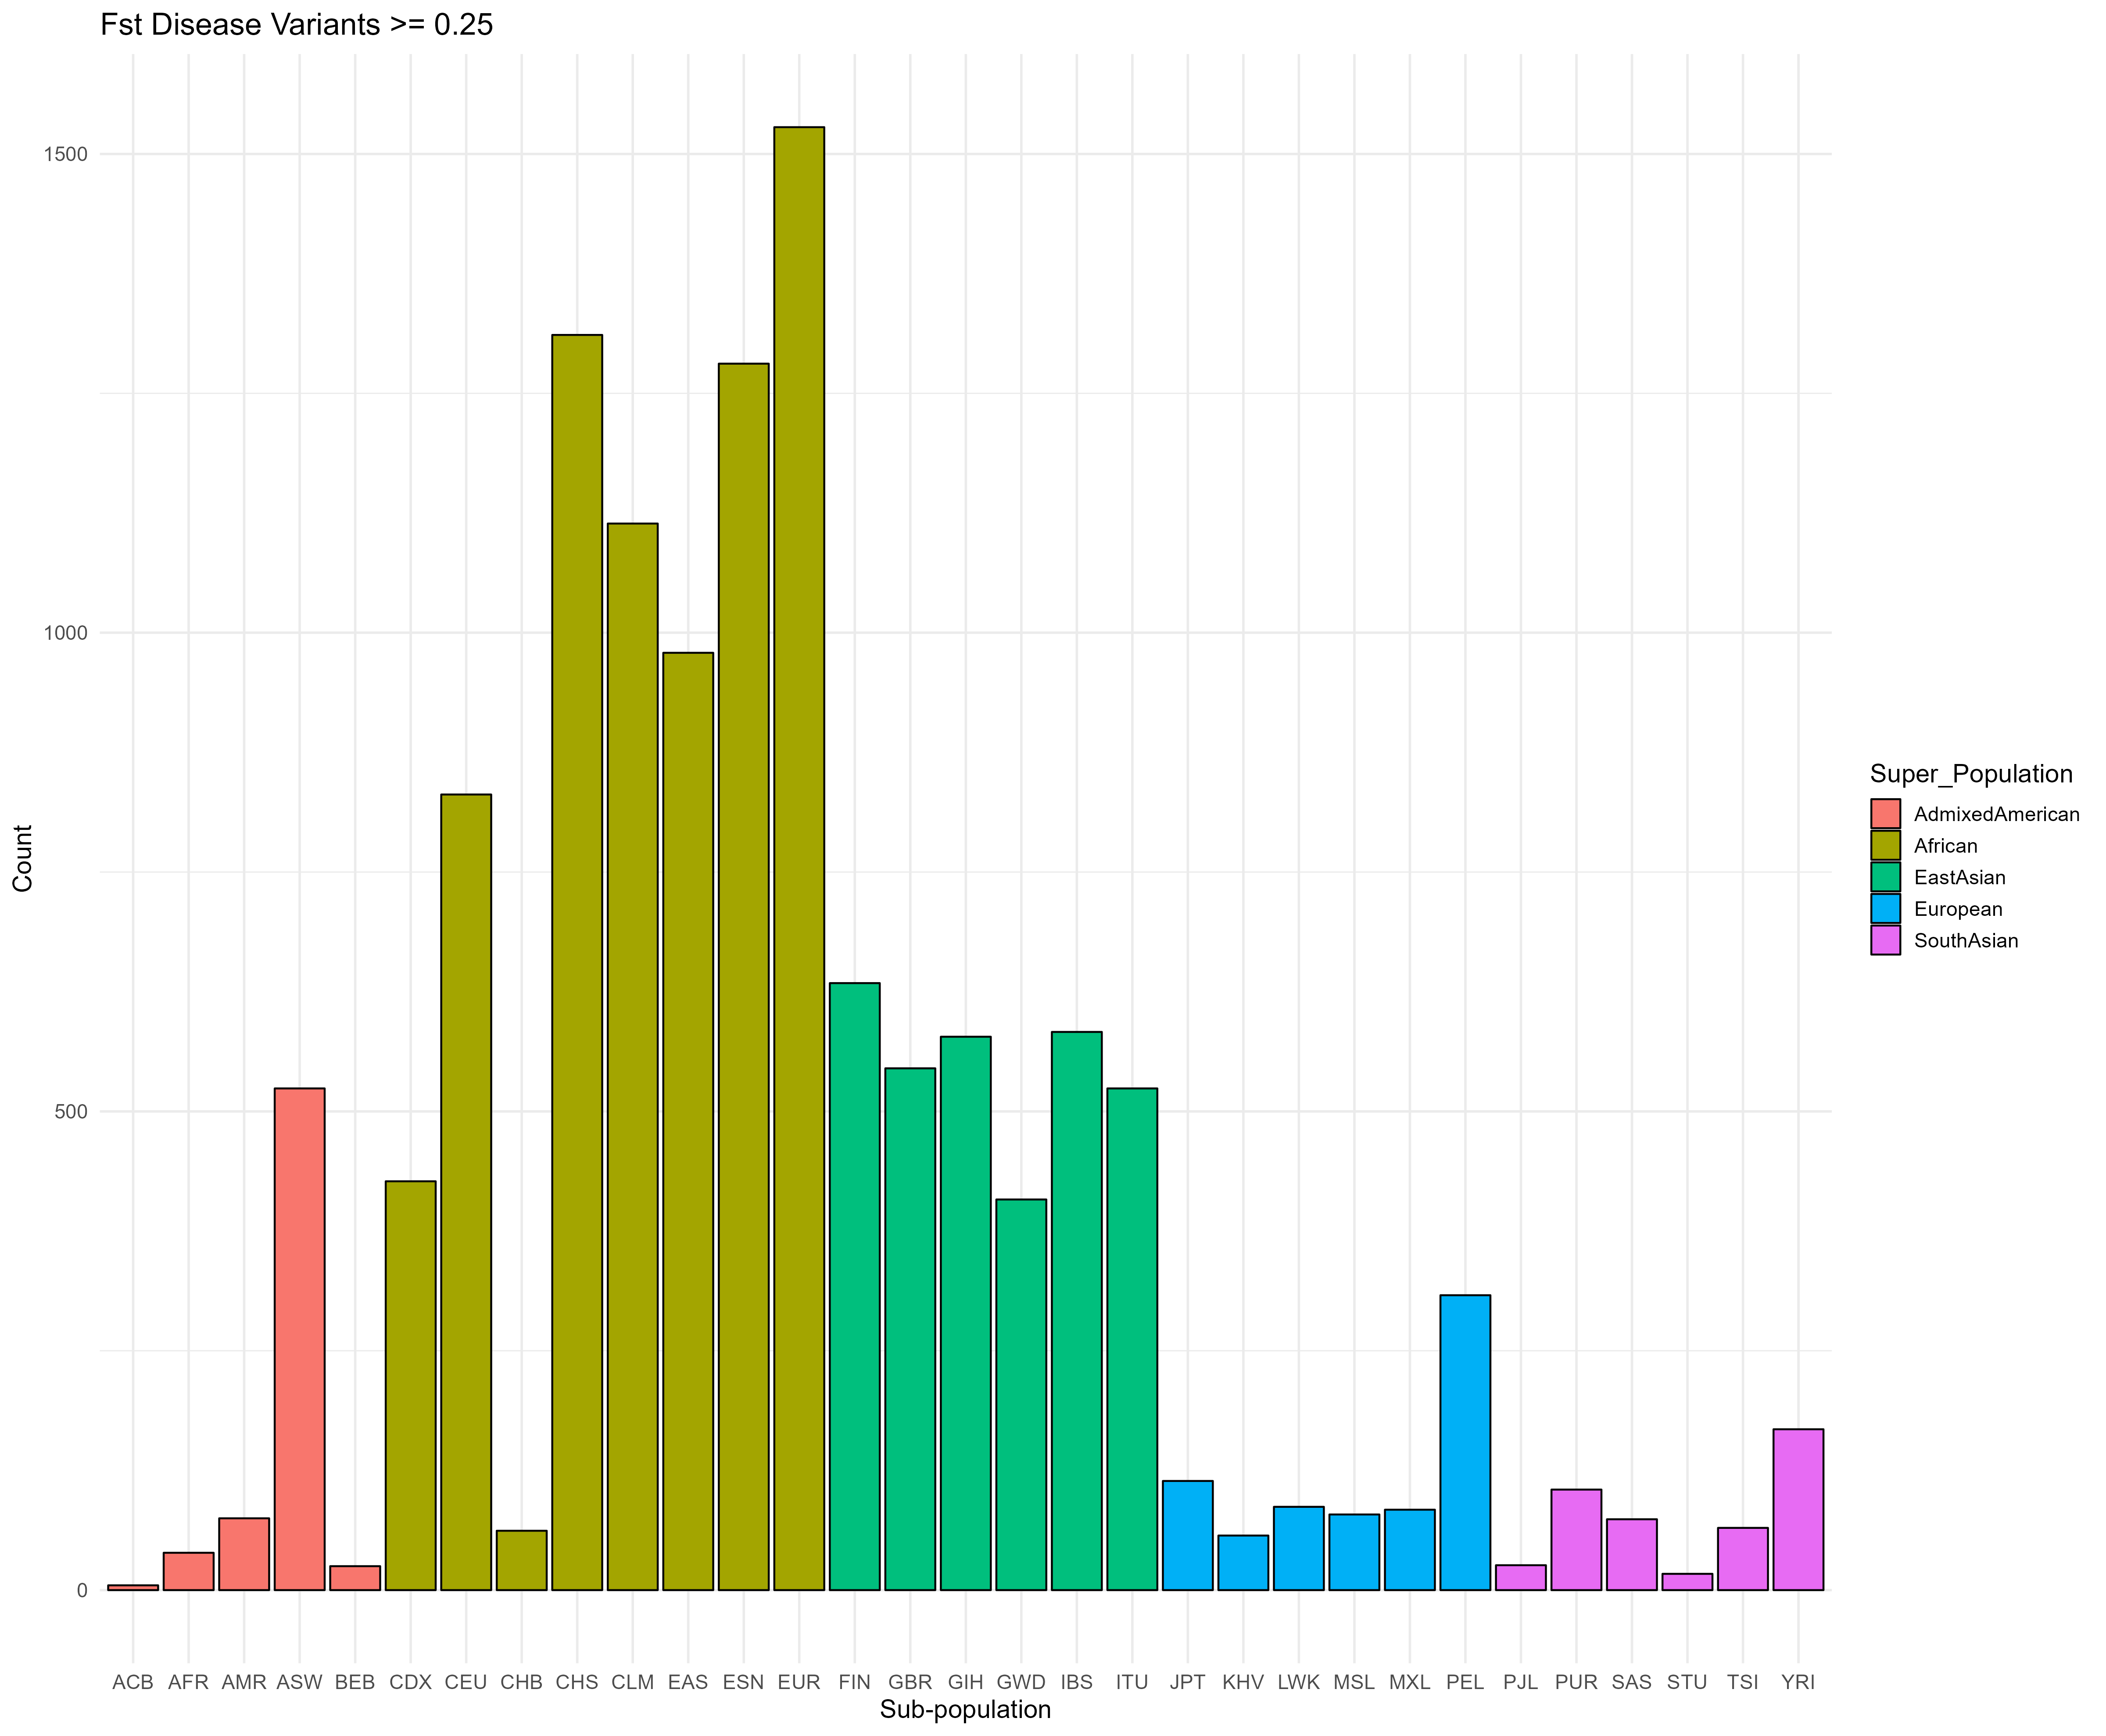 Fst Disease Variants >= 0.25
Count
1500
1000
500
0
ACB AFR AMR ASW BEB CDX CEU CHB CHS CLM EAS ESN EUR FIN GBR GIH GWD IBS ITU JPT KHV LWK MSL MXL PEL PJL PUR SAS STU TSI YRI
Sub-population
Super_Population
AdmixedAmerican
African
EastAsian
European
SouthAsian